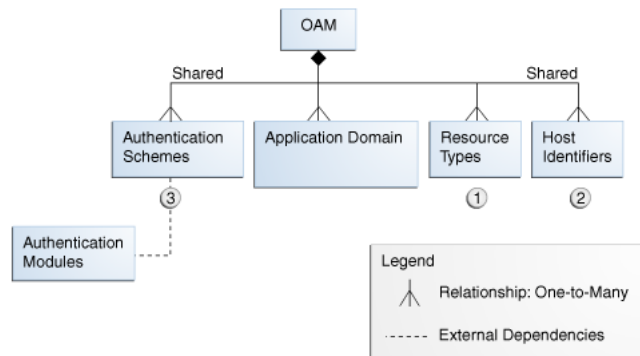 OAM
Shared
Shared
Authentication
Schemes
Application Domain
Resource
Types
Host
Identifiers
3
1
2
Authentication
Modules
Legend
Relationship: One-to-Many
External Dependencies